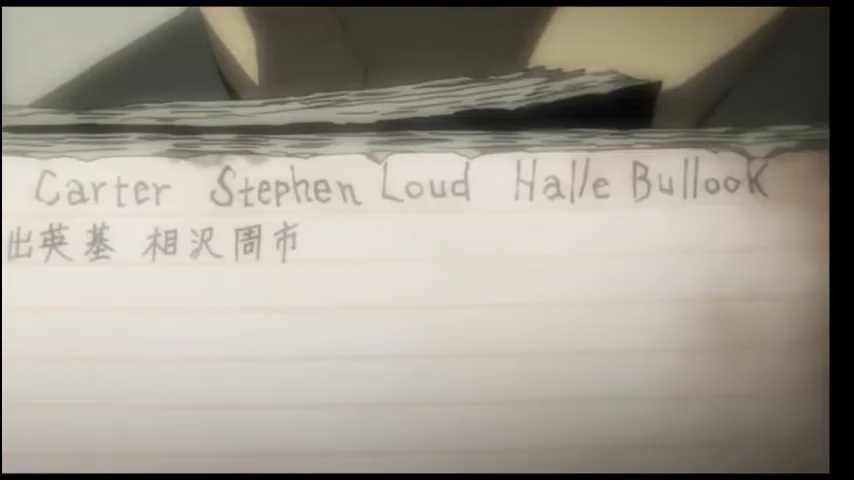 Carter Stephen Loud Halle Bullook
出英基 相沢周市